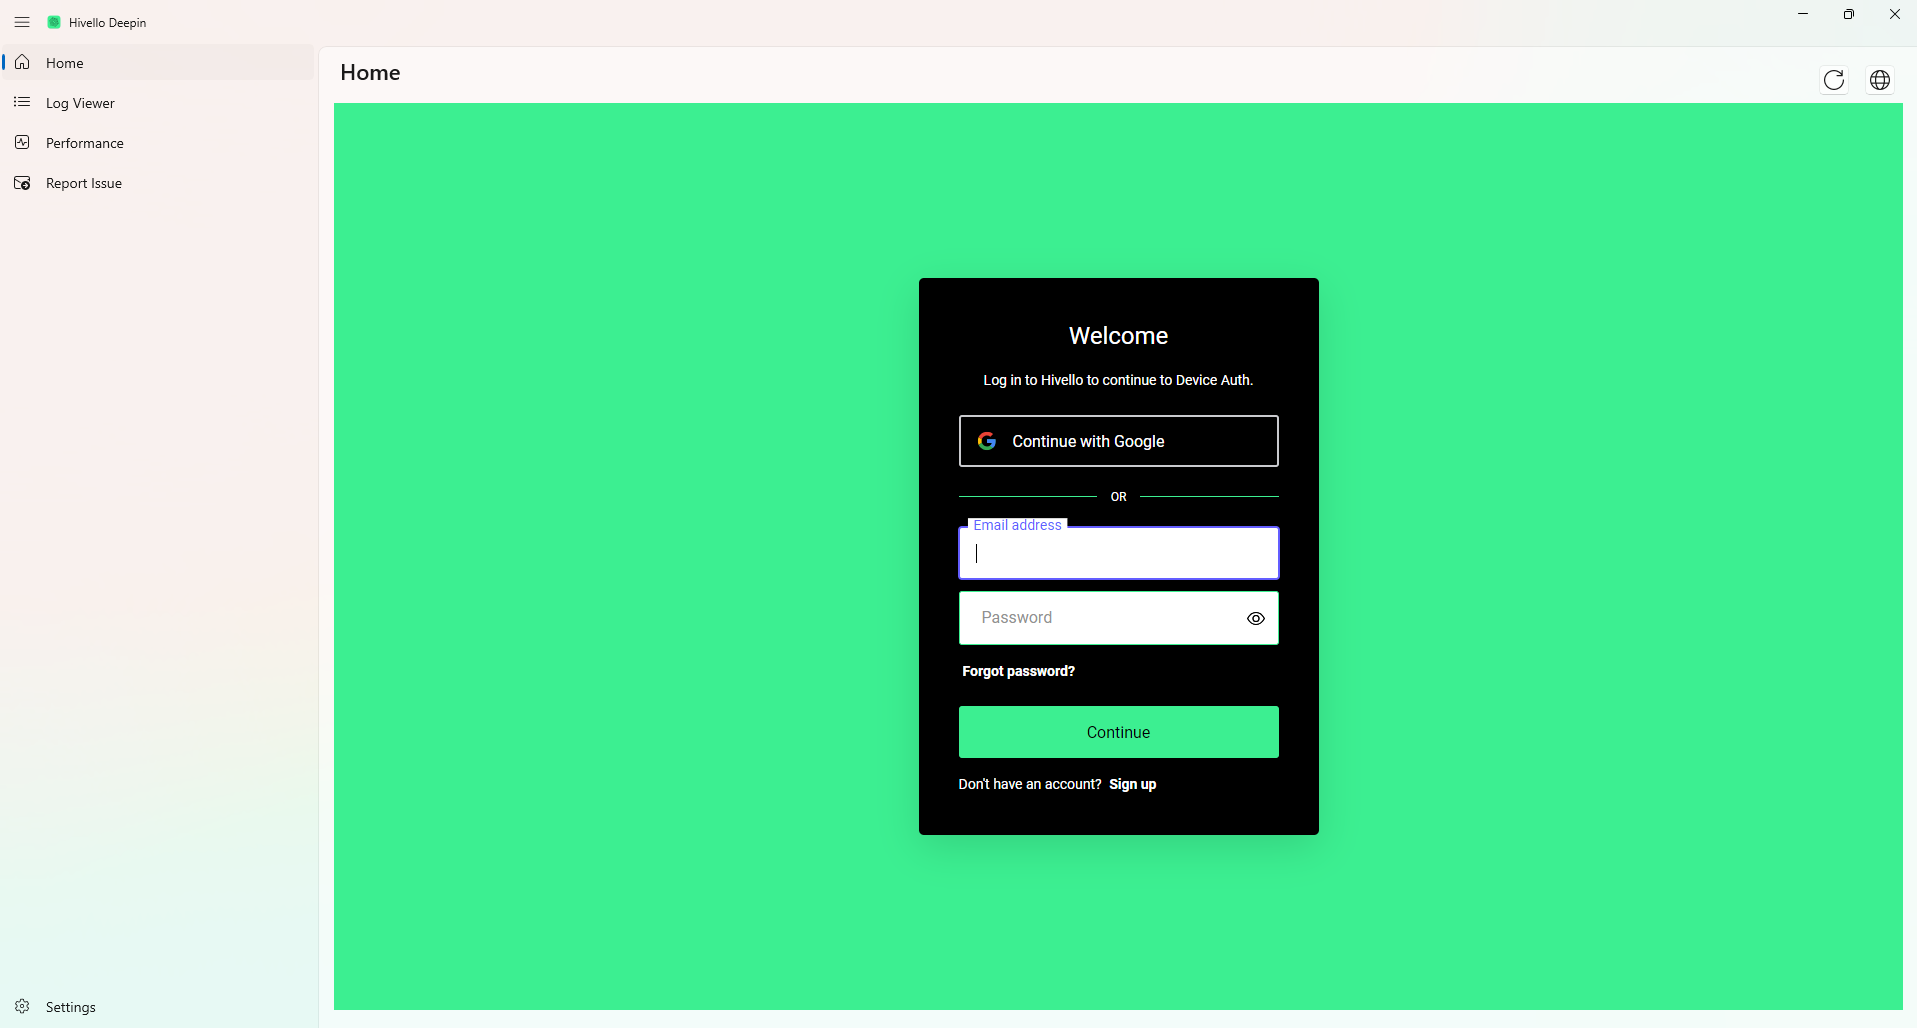 Hivello Deepin
Home
Log Viewer
Performance
Report Issue
Settings
Home
Welcome
Log in to Hivello to continue to Device Auth.
Continue with Google
OR
Email address
Password
Forgot password?
Continue
Don't have an account? Sign up